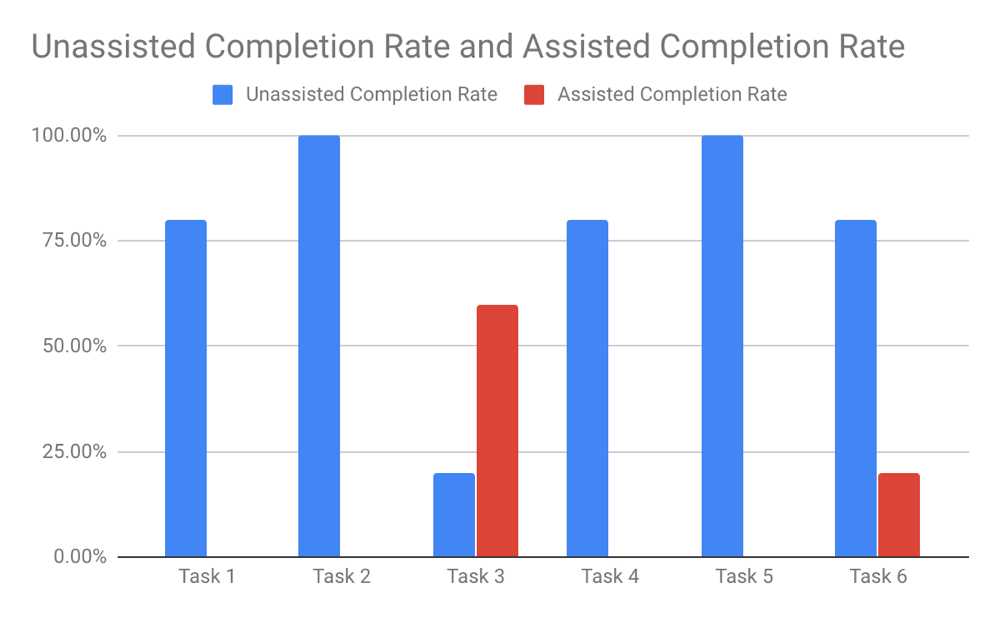 Unassisted Completion Rate and Assisted Completion Rate
Unassisted Completion Rate Assisted Completion Rate
100.00%
75.00%
50.00%
25.00%
0.00%
Task 1 Task 2 Task 3 Task 4 Task 5 Task 6